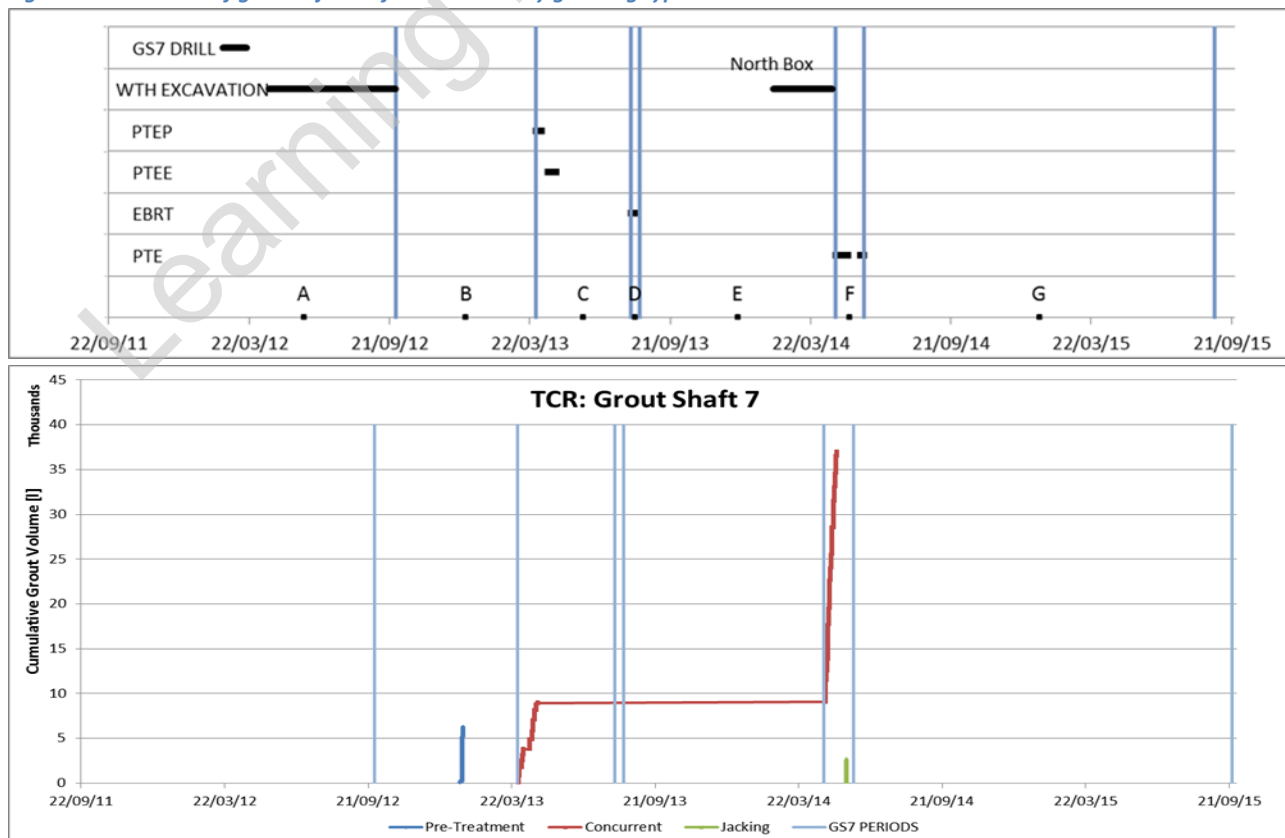 Learning
GS7 DRILL
WTH EXCAVATION
North Box
PTEP
PTEE
EBRT
PTE
A B C D E F G
22/09/11 22/03/12 21/09/12 22/03/13 21/09/13 22/03/14 21/09/14 22/03/15 21/09/15
TCR: Grout Shaft 7
Thousands
Cumulative Grout Volume [l]
45
40
35
30
25
20
15
10
5
0
22/09/11 22/03/12 21/09/12 22/03/13 21/09/13 22/03/14 21/09/14 22/03/15 21/09/15
Pre-Treatment Concurrent Jacking GS7 PERIODS